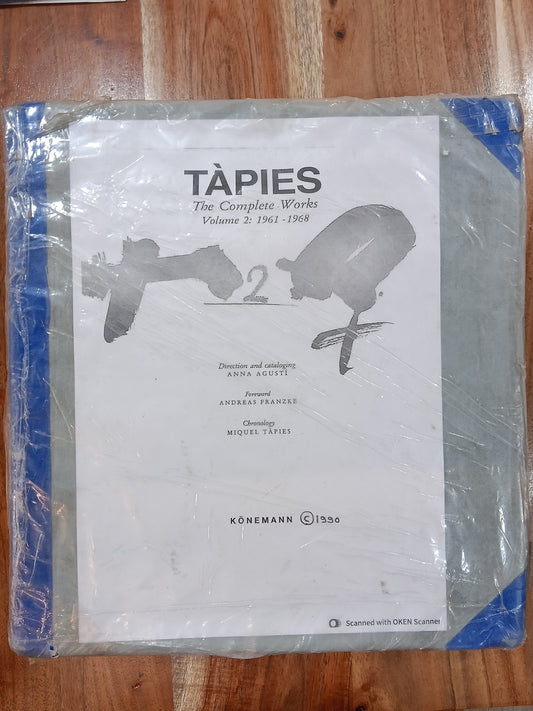 TÀPIES
The Complete Works
Volume 2: 1961 - 1968
2
Direction and cataloging
ANNA AGUSTÍ
Foreword
ANDREAS FRANZKE
Chronology
MIQUEL TÀPIES
KÖNEMANN © 1990
Scanned with OKEN Scanner